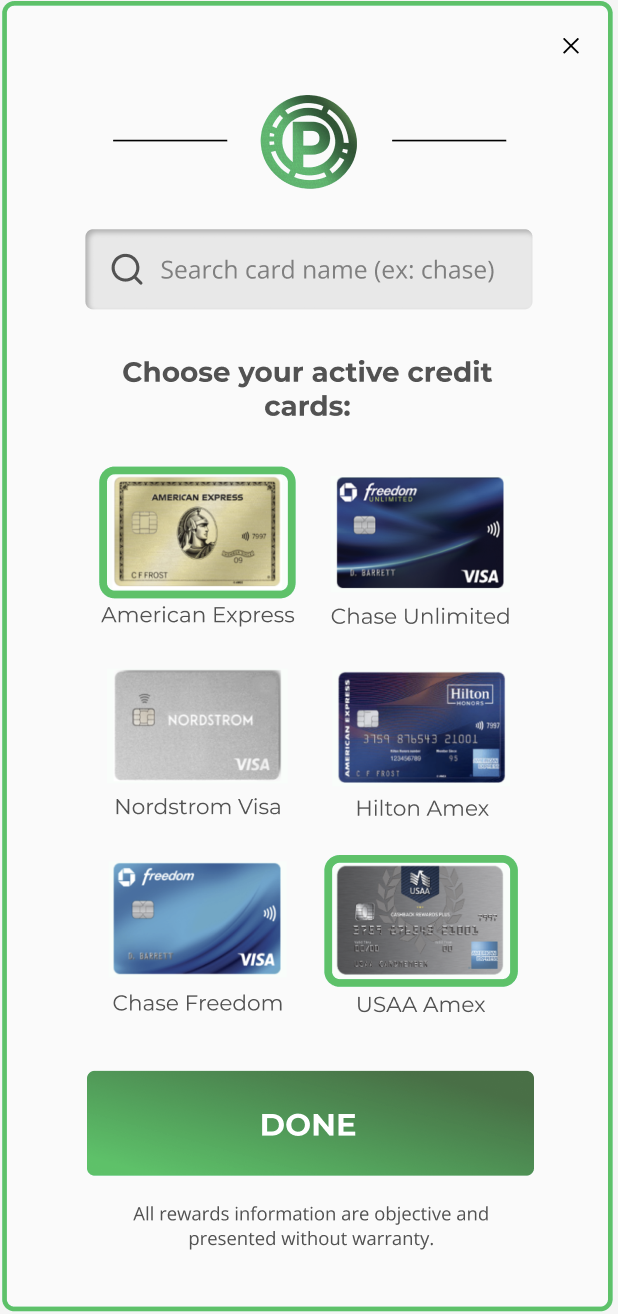 P
Search card name (ex: chase)
Choose your active credit
cards:
AMERICAN EXPRESS
7997
09
C F FROST
American Express
freedom
UNLIMITED
D. BARRETT
VISA
Chase Unlimited
NORDSTROM
VISA
Nordstrom Visa
AMERICAN EXPRESS
Hilton
HONORS
7997
3759 876543 21001
123456789 95
C F FROST
Hilton Amex
freedom
D. BARRETT
VISA
Chase Freedom
USAA
CASHBACK REWARDS PLUS
7997
USAA Amex
DONE
All rewards information are objective and
presented without warranty.